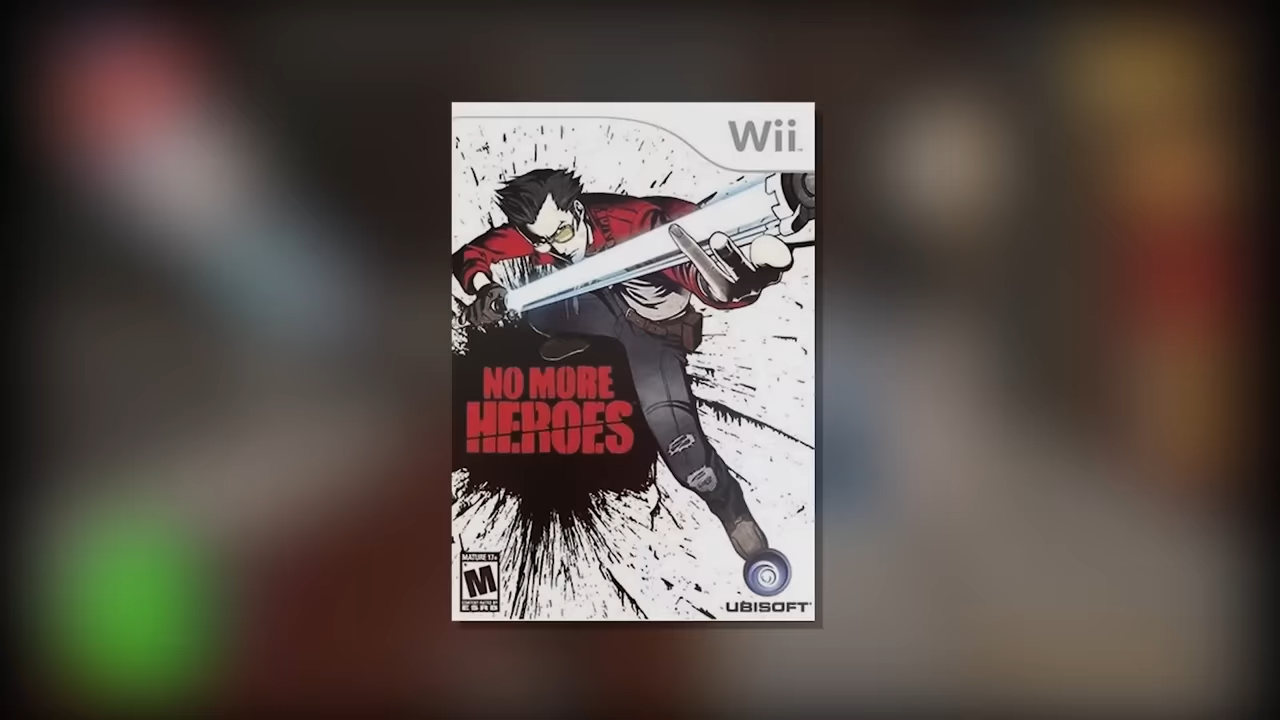 Wii
NO MORE
HEROES
MATURE 17+
M
ESRB
UBISOFT